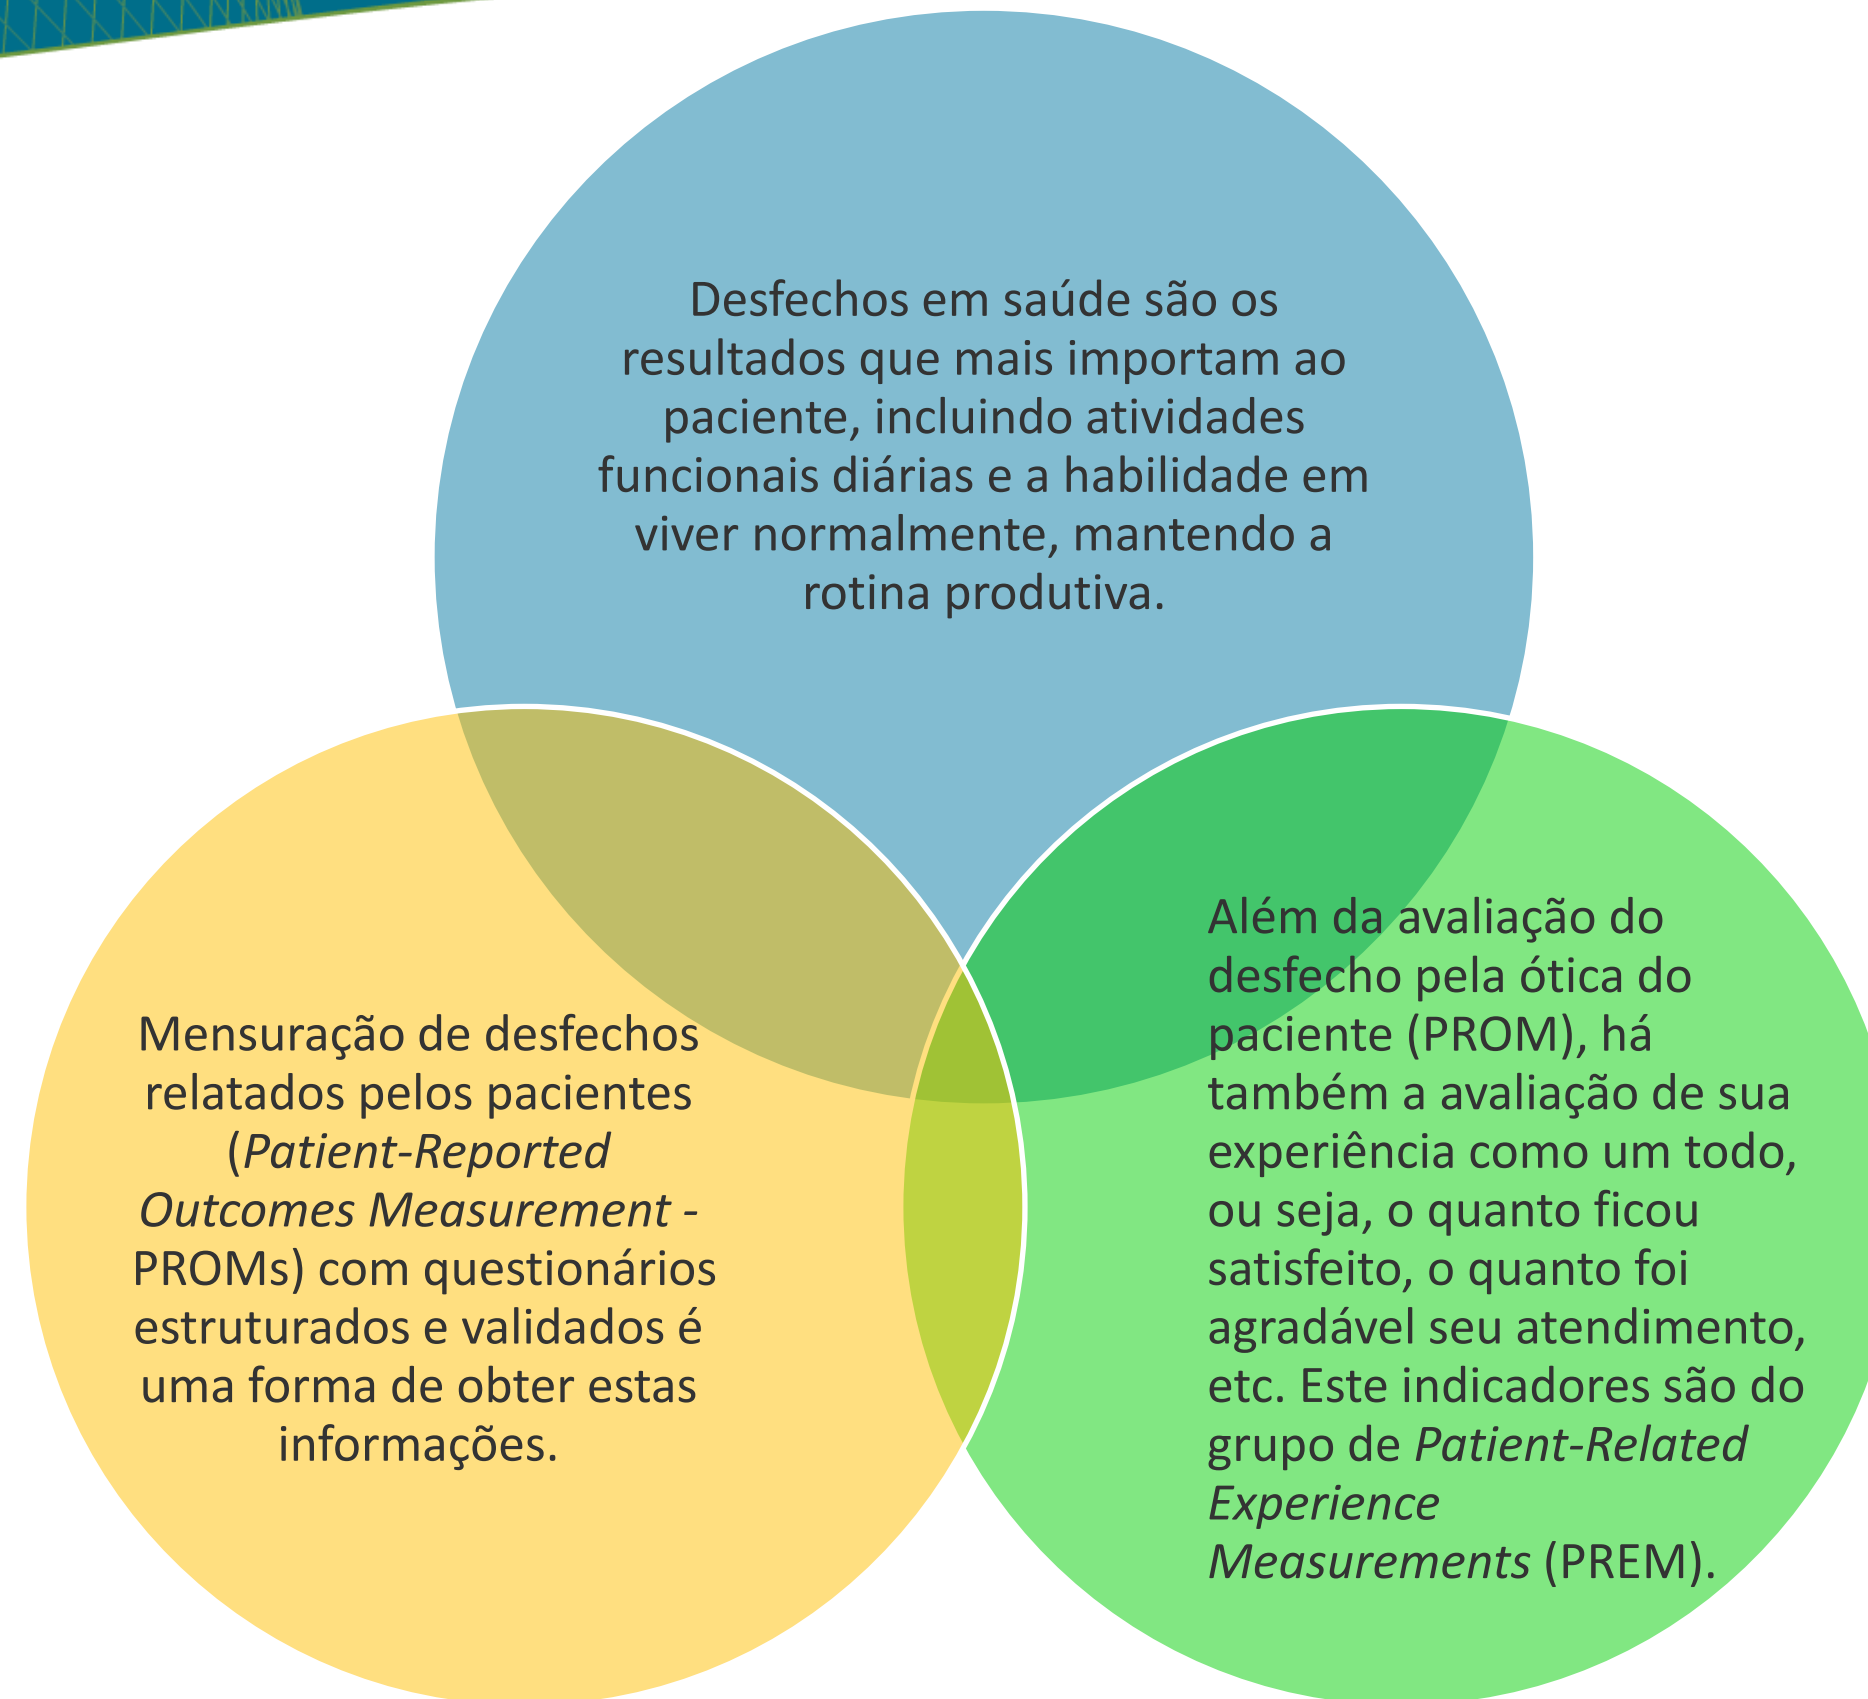 Desfechos em saúde são os
resultados que mais importam ao
paciente, incluindo atividades
funcionais diárias e a habilidade em
viver normalmente, mantendo a
rotina produtiva.
Mensuração de desfechos
relatados pelos pacientes
(Patient-Reported
Outcomes Measurement -
PROMs) com questionários
estruturados e validados é
uma forma de obter estas
informações.
Além da avaliação do
desfecho pela ótica do
paciente (PROM), há
também a avaliação de sua
experiência como um todo,
ou seja, o quanto ficou
satisfeito, o quanto foi
agradável seu atendimento,
etc. Este indicadores são do
grupo de Patient-Related
Experience
Measurements (PREM).